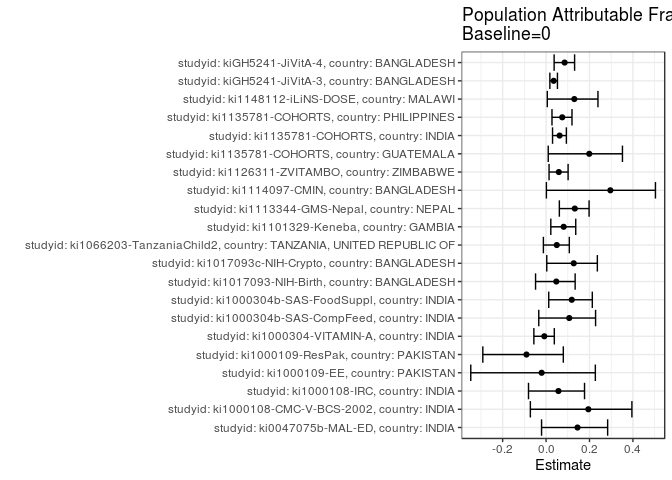 Population Attributable Fra
Baseline=0
studyid: kiGH5241-JiVitA-4, country: BANGLADESH
studyid: kiGH5241-JiVitA-3, country: BANGLADESH
studyid: ki1148112-iLiNS-DOSE, country: MALAWI
studyid: ki1135781-COHORTS, country: PHILIPPINES
studyid: ki1135781-COHORTS, country: INDIA
studyid: ki1135781-COHORTS, country: GUATEMALA
studyid: ki1126311-ZVITAMBO, country: ZIMBABWE
studyid: ki1114097-CMIN, country: BANGLADESH
studyid: ki1113344-GMS-Nepal, country: NEPAL
studyid: ki1101329-Keneba, country: GAMBIA
studyid: ki1066203-TanzaniaChild2, country: TANZANIA, UNITED REPUBLIC OF
studyid: ki1017093c-NIH-Crypto, country: BANGLADESH
studyid: ki1017093-NIH-Birth, country: BANGLADESH
studyid: ki1000304b-SAS-FoodSuppl, country: INDIA
studyid: ki1000304b-SAS-CompFeed, country: INDIA
studyid: ki1000304-VITAMIN-A, country: INDIA
studyid: ki1000109-ResPak, country: PAKISTAN
studyid: ki1000109-EE, country: PAKISTAN
studyid: ki1000108-IRC, country: INDIA
studyid: ki1000108-CMC-V-BCS-2002, country: INDIA
studyid: ki0047075b-MAL-ED, country: INDIA
-0.2 0.0 0.2 0.4
Estimate